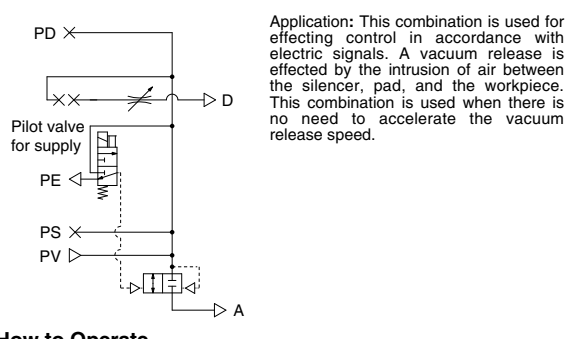 PD
D
Pilot valve
for supply
PE
PS
PV
A
Application: This combination is used for
effecting control in accordance with
electric signals. A vacuum release is
effected by the intrusion of air between
the silencer, pad, and the workpiece.
This combination is used when there is
no need to accelerate the vacuum
release speed.
How to Operate